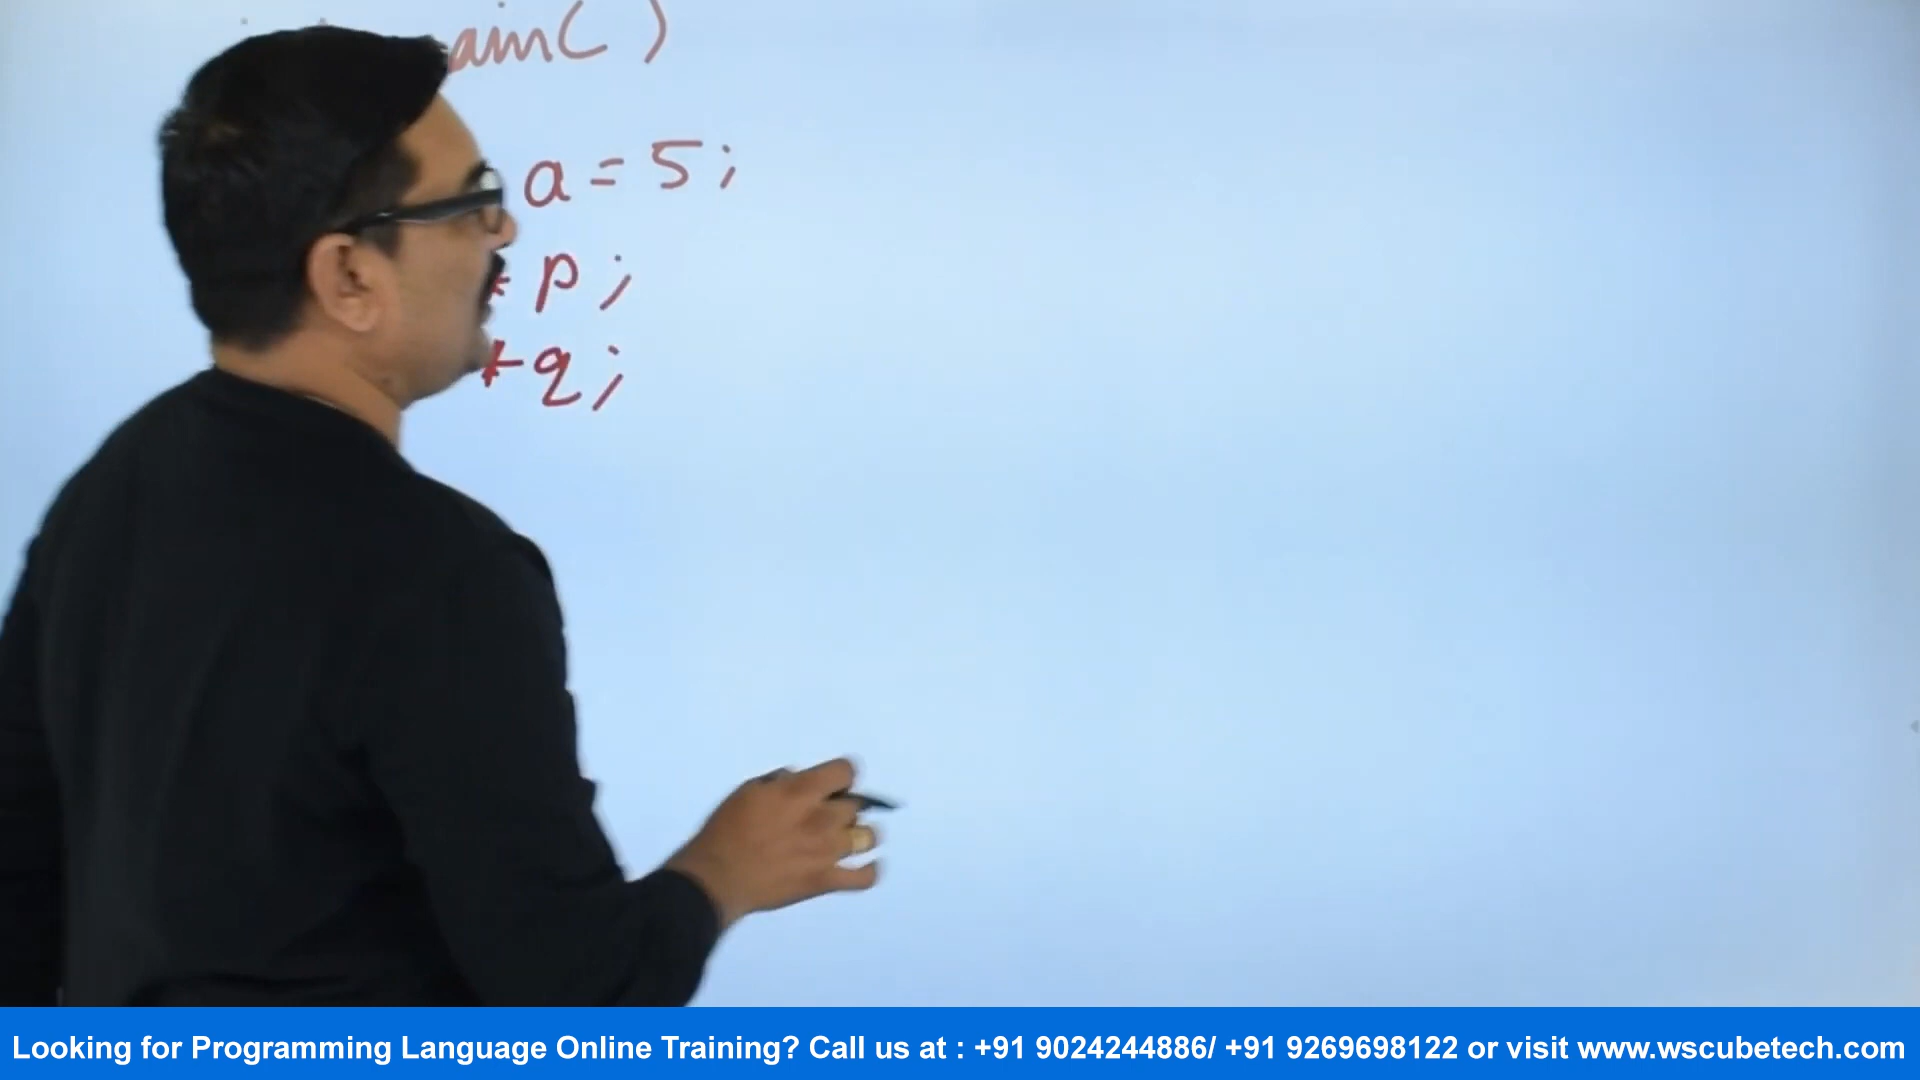 ain( )
a = 5 ;
* p ;
* q ;
Looking for Programming Language Online Training? Call us at : +91 9024244886/ +91 9269698122 or visit www.wscubetech.com